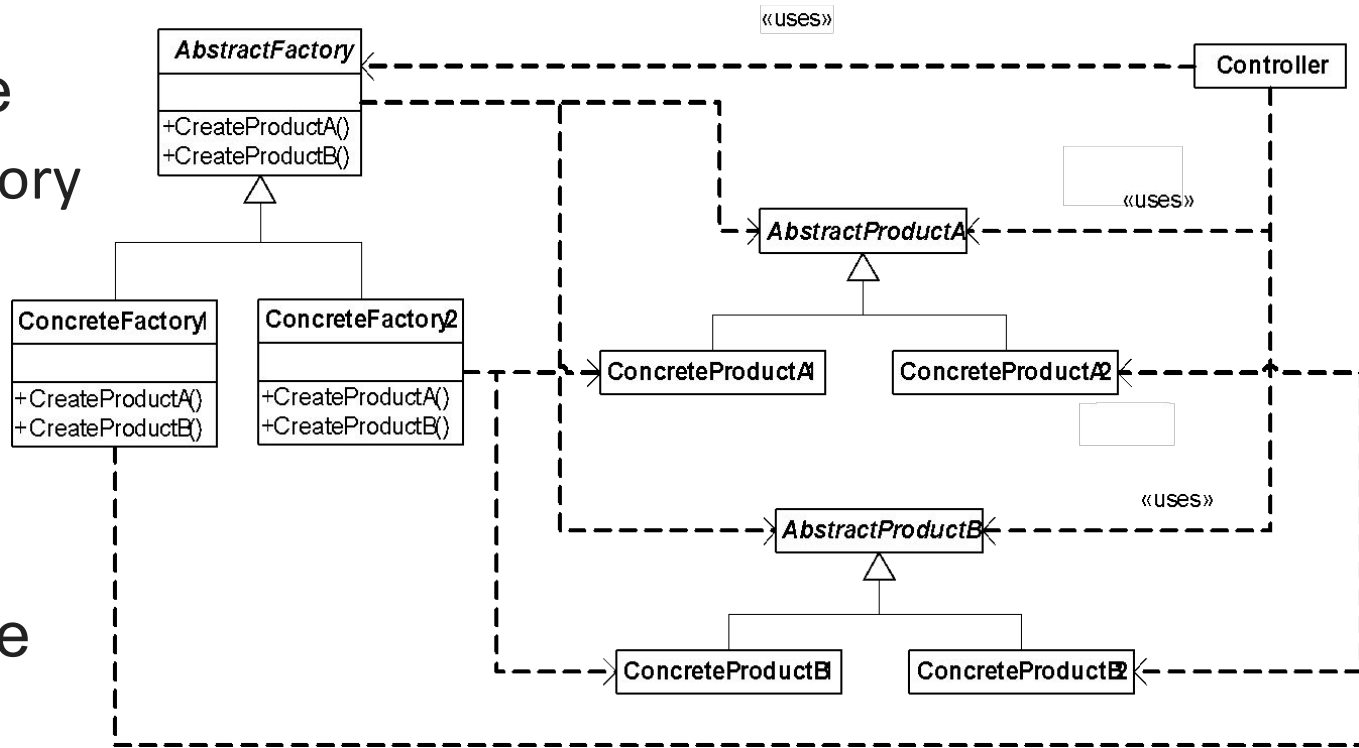 «uses»
AbstractFactory
Controller
e
+CreateProductA()
+CreateProductB()
ory
«uses»
AbstractProductA
ConcreteFactory1
ConcreteFactory2
ConcreteProductA1
ConcreteProductA2
+CreateProductA()
+CreateProductB()
+CreateProductA()
+CreateProductB()
«uses»
AbstractProductB
e
ConcreteProductB1
ConcreteProductB2